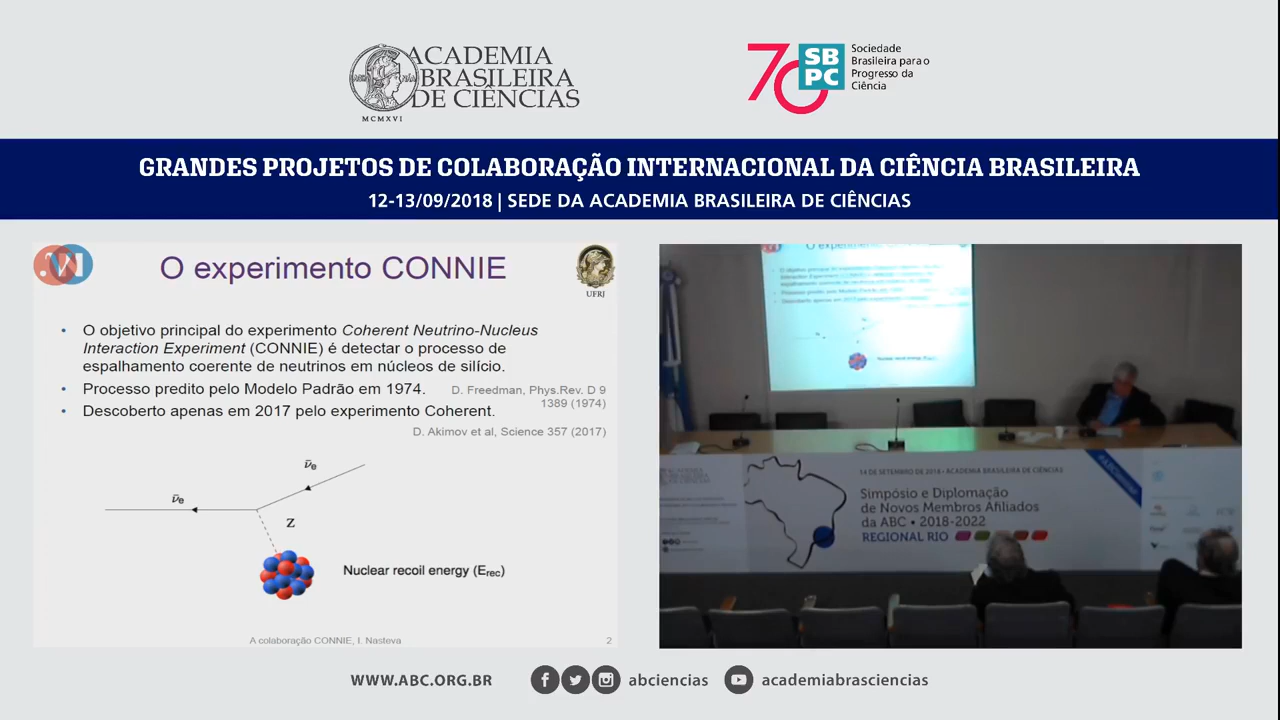 ACADEMIA
BRASILEIRA
DE CIÊNCIAS
MCMXVI
70
SB
PC
Sociedade
Brasileira para o
Progresso da
Ciência
GRANDES PROJETOS DE COLABORAÇÃO INTERNACIONAL DA CIÊNCIA BRASILEIRA
12-13/09/2018 | SEDE DA ACADEMIA BRASILEIRA DE CIÊNCIAS
O experimento CONNIE
UFRJ
• O objetivo principal do experimento Coherent Neutrino-Nucleus
Interaction Experiment (CONNIE) é detectar o processo de
espalhamento coerente de neutrinos em núcleos de silício.
• Processo predito pelo Modelo Padrão em 1974.
D. Freedman, Phys.Rev. D 9
1389 (1974)
• Descoberto apenas em 2017 pelo experimento Coherent.
D. Akimov et al, Science 357 (2017)
ν̄e
ν̄e
Z
Nuclear recoil energy (Erec)
A colaboração CONNIE, I. Nasteva
2
O experimento CONNIE
14 DE SETEMBRO DE 2018 • ACADEMIA BRASILEIRA DE CIÊNCIAS
Simpósio e Diplomação
de Novos Membros Afiliados
da ABC • 2018-2022
REGIONAL RIO
WWW.ABC.ORG.BR
abciencias
academiabrasciencias